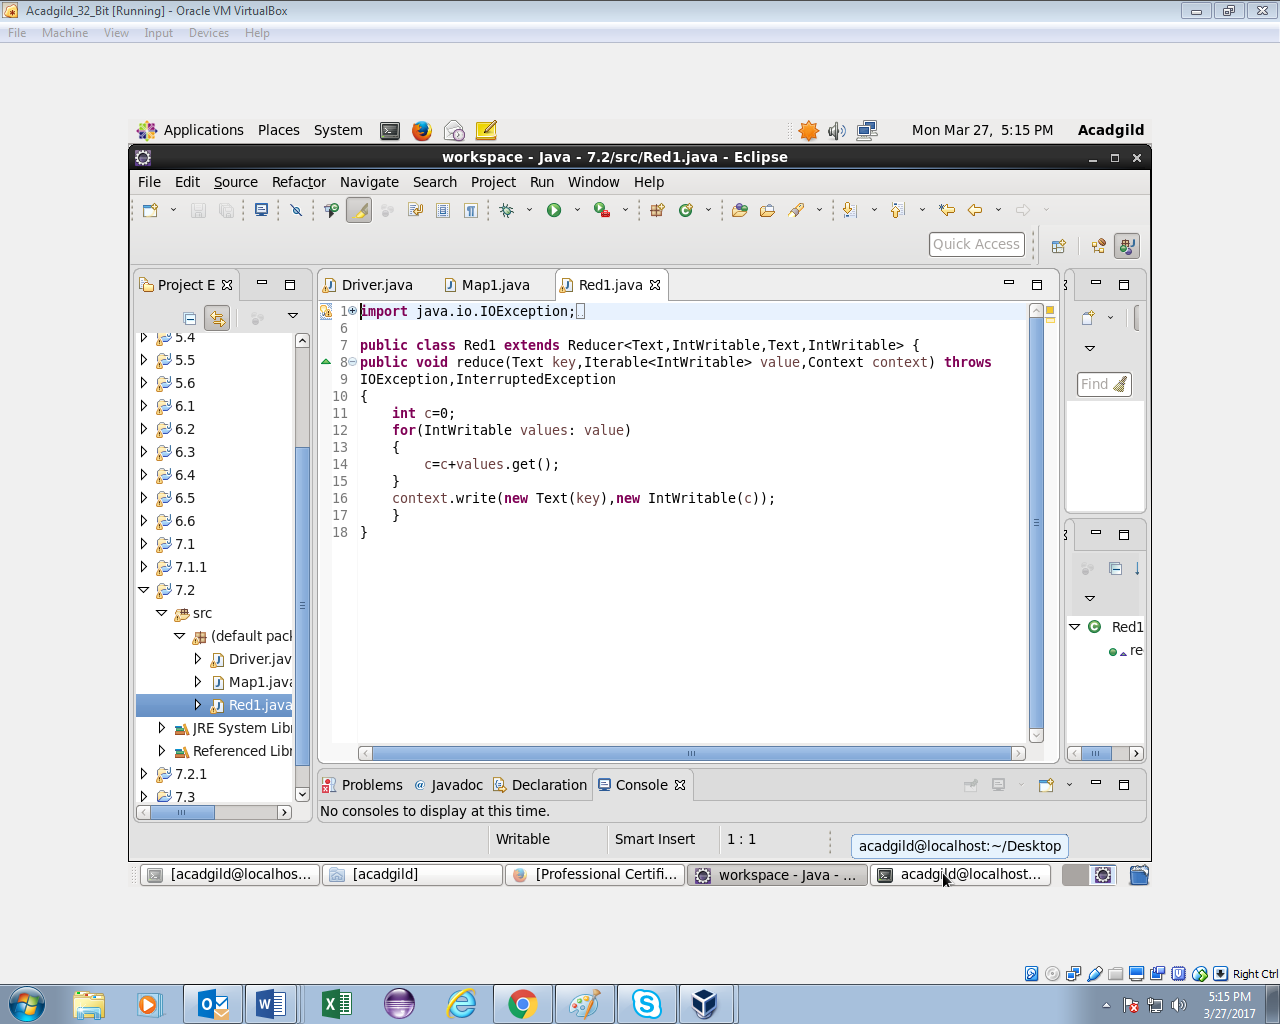 Acadgild_32_Bit [Running] - Oracle VM VirtualBox
File Machine View Input Devices Help
Applications Places System Mon Mar 27, 5:15 PM Acadgild
workspace - Java - 7.2/src/Red1.java - Eclipse
File Edit Source Refactor Navigate Search Project Run Window Help
Quick Access
Project E
Driver.java Map1.java Red1.java
1 import java.io.IOException;
6
7 public class Red1 extends Reducer<Text,IntWritable,Text,IntWritable> {
8 public void reduce(Text key,Iterable<IntWritable> value,Context context) throws
9 IOException,InterruptedException
10 {
11 int c=0;
12 for(IntWritable values: value)
13 {
14 c=c+values.get();
15 }
16 context.write(new Text(key),new IntWritable(c));
17 }
18 }
5.4
5.5
5.6
6.1
6.2
6.3
6.4
6.5
6.6
7.1
7.1.1
7.2
src
(default pack
Driver.jav
Map1.java
Red1.java
JRE System Libr
Referenced Libr
7.2.1
7.3
Find
Red1
re
Problems Javadoc Declaration Console
No consoles to display at this time.
Writable Smart Insert 1 : 1
acadgild@localhost:~/Desktop
[acadgild@localhos... [acadgild] [Professional Certifi... workspace - Java - ... acadgild@localhost...
Right Ctrl
5:15 PM
3/27/2017